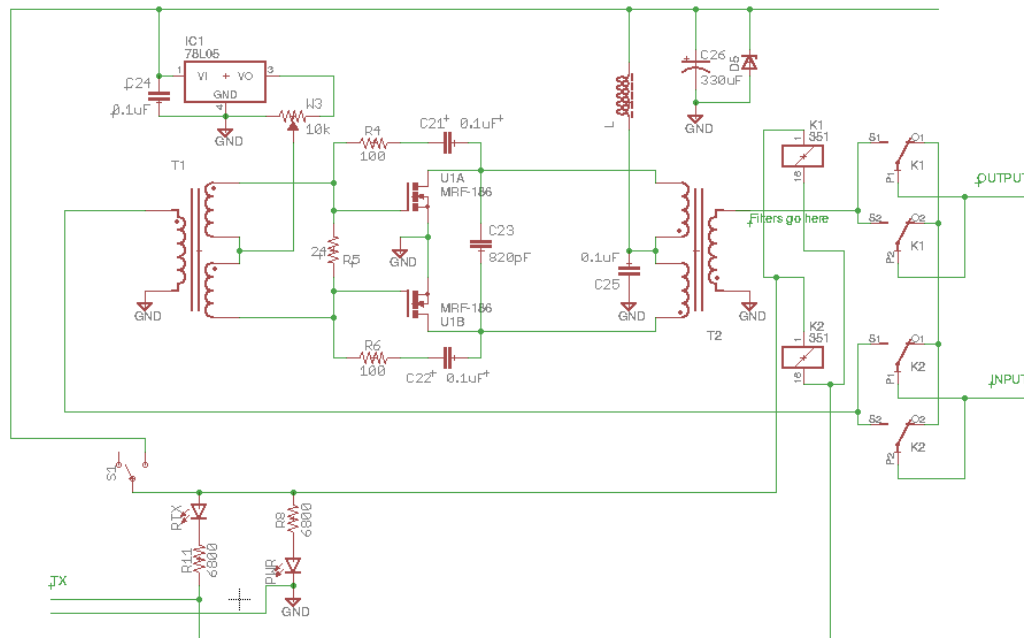 IC1
78L05
1
VI + VO
3
GND
4
C24
0.1uF
GND
W3
10k
C26
330uF
D5
GND
L
R4
100
C21
0.1uF
T1
U1A
MRF-186
K1
351
1
16
S1
O1
P1
K1
OUTPUT
S2
O2
P2
K1
Filters go here
24
R5
GND
C23
820pF
0.1uF
C25
GND
MRF-186
U1B
GND
T2
GND
R6
100
C22
0.1uF
K2
351
1
16
S1
O1
P1
K2
INPUT
S2
O2
P2
K2
S1
RTX
R8
6800
R11
6800
PWR
TX
GND